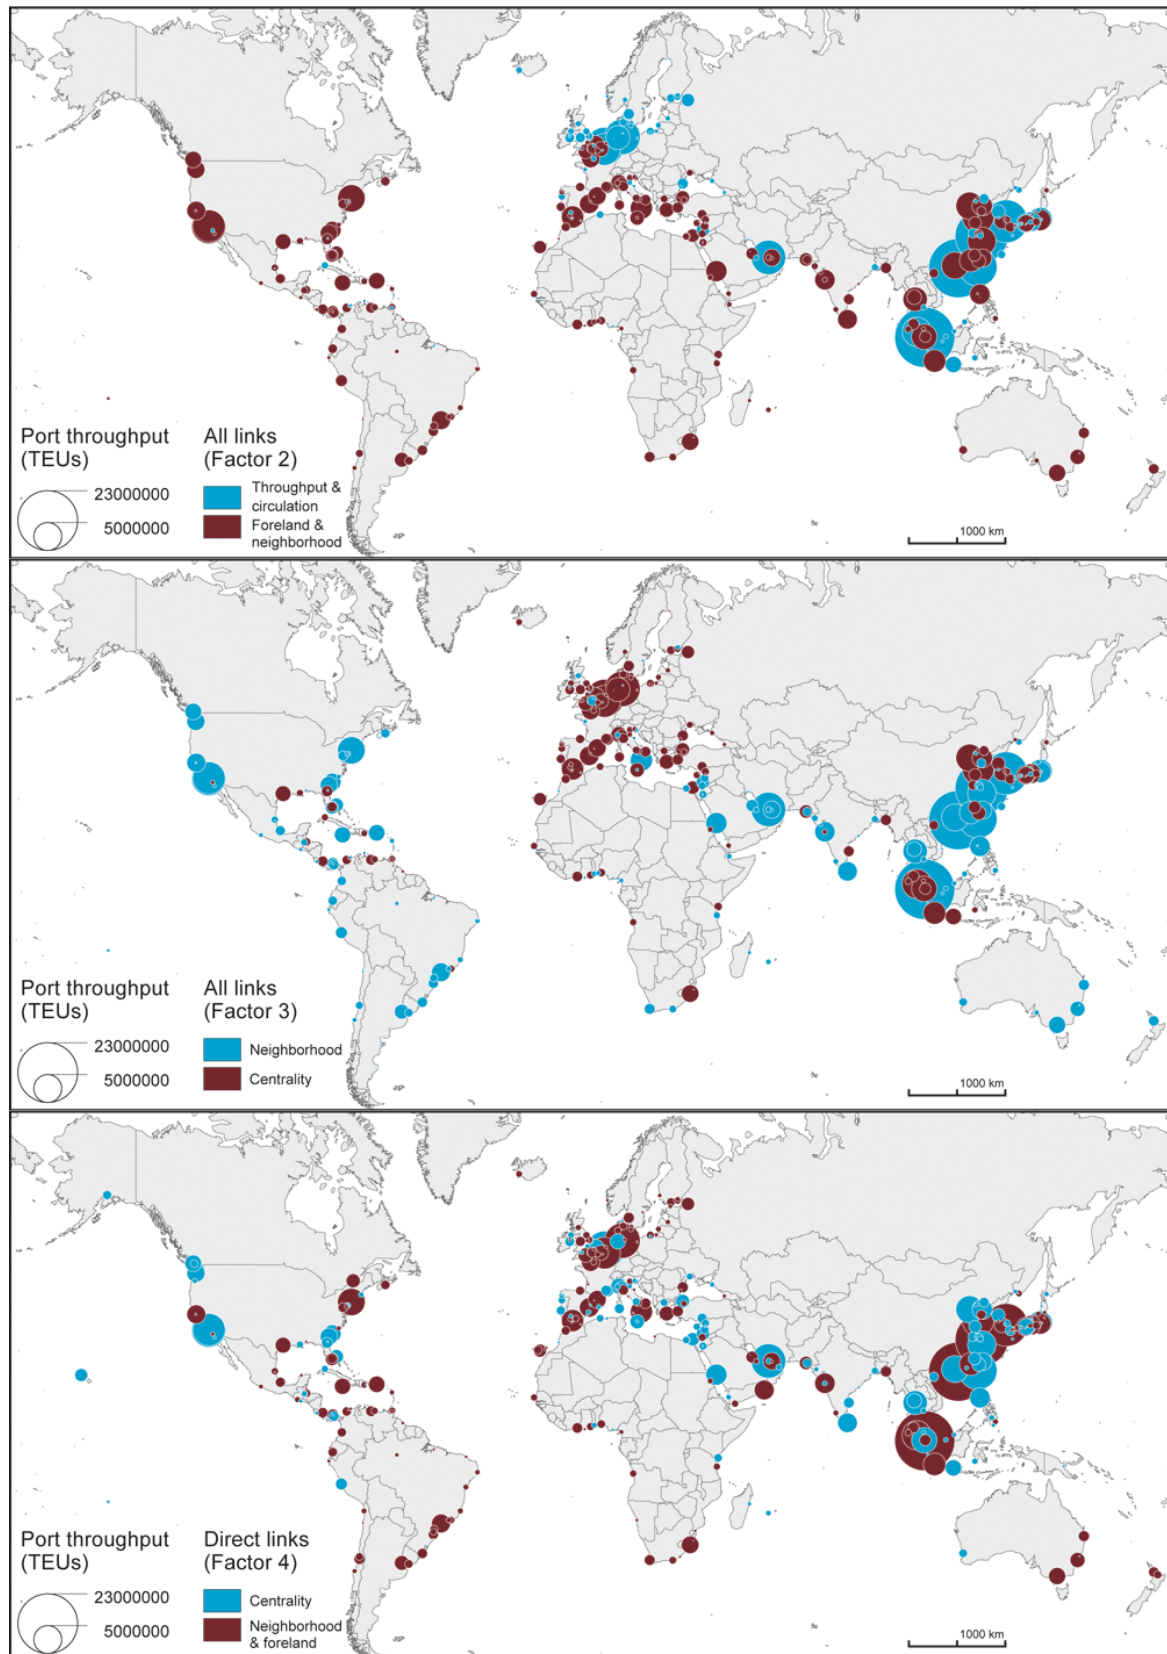 Port throughput
(TEUs)
23000000
5000000
All links
(Factor 2)
Throughput &
circulation
Foreland &
neighborhood
1000 km
Port throughput
(TEUs)
23000000
5000000
All links
(Factor 3)
Neighborhood
Centrality
1000 km
Port throughput
(TEUs)
23000000
5000000
Direct links
(Factor 4)
Centrality
Neighborhood
& foreland
1000 km